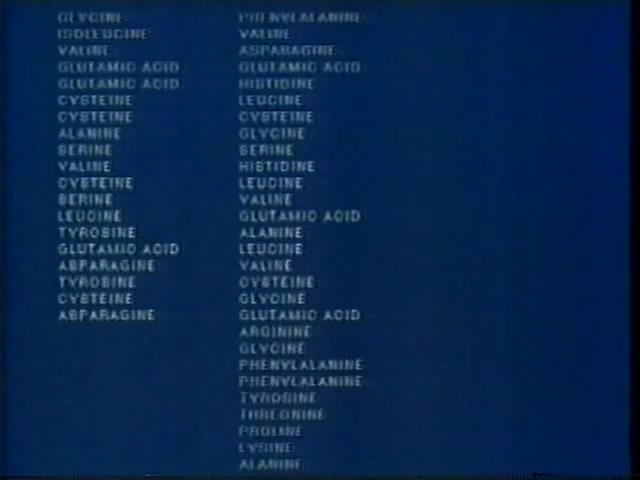 GLYCINE PHENYLALANINE
ISOLEUCINE VALINE
VALINE ASPARAGINE
GLUTAMIC ACID GLUTAMIC ACID
GLUTAMIC ACID HISTIDINE
CYSTEINE LEUCINE
CYSTEINE CYSTEINE
ALANINE GLYCINE
SERINE SERINE
VALINE HISTIDINE
CYSTEINE LEUCINE
SERINE VALINE
LEUCINE GLUTAMIC ACID
TYROSINE ALANINE
GLUTAMIC ACID LEUCINE
ASPARAGINE VALINE
TYROSINE CYSTEINE
CYSTEINE GLYCINE
ASPARAGINE GLUTAMIC ACID
ARGININE
GLYCINE
PHENYLALANINE
PHENYLALANINE
TYROSINE
THREONINE
PROLINE
LYSINE
ALANINE